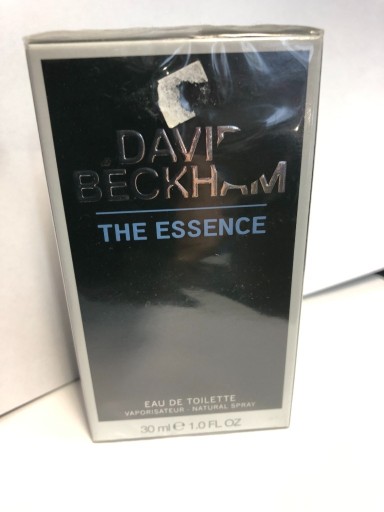 DAVID
BECKHAM
THE ESSENCE
EAU DE TOILETTE
VAPORISATEUR · NATURAL SPRAY
30 ml ℮ 1.0 FL OZ